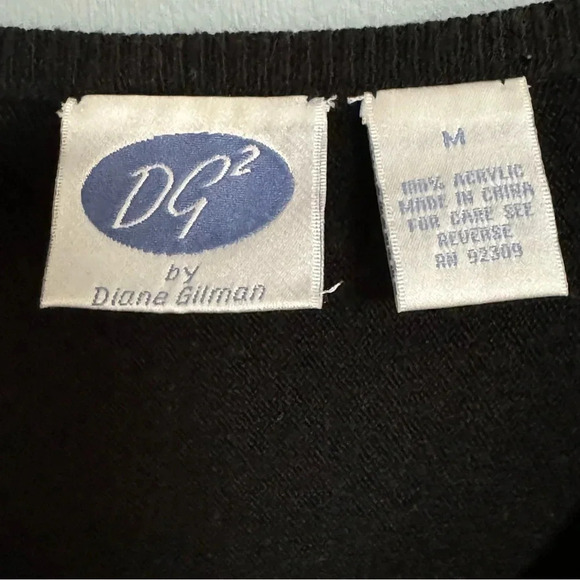 DG²
by
Diane Gilman
M
100% ACRYLIC
MADE IN CHINA
FOR CARE SEE
REVERSE
RN 92309